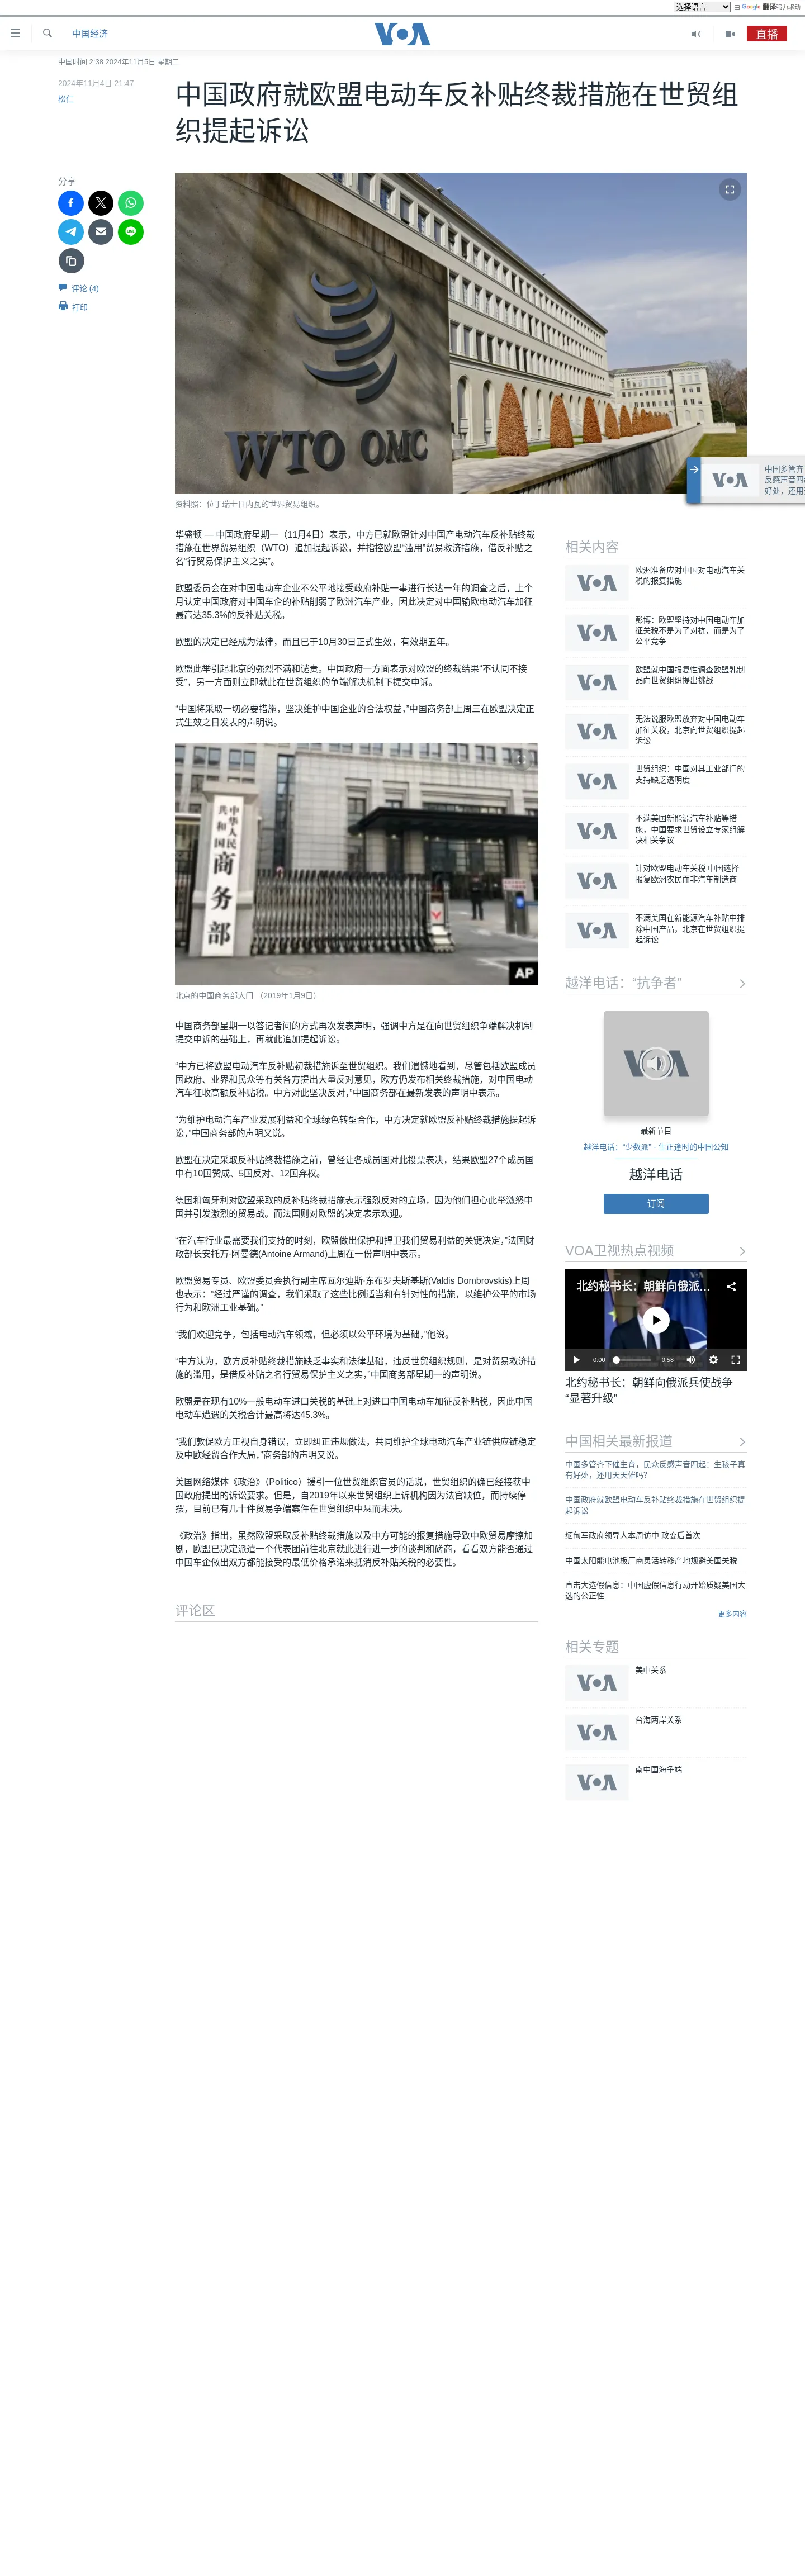 选择语言
由 Google 翻译强力驱动
中国经济
VOA
直播
中国时间 2:38 2024年11月5日 星期二
2024年11月4日 21:47
松仁
中国政府就欧盟电动车反补贴终裁措施在世贸组
织提起诉讼
分享
评论 (4)
打印
WTO OMC
资料照：位于瑞士日内瓦的世界贸易组织。
VOA
中国多管齐下
反感声音四起
好处，还用天
华盛顿 — 中国政府星期一（11月4日）表示，中方已就欧盟针对中国产电动汽车反补贴终裁
措施在世界贸易组织（WTO）追加提起诉讼，并指控欧盟“滥用”贸易救济措施，借反补贴之
名“行贸易保护主义之实”。
欧盟委员会在对中国电动车企业不公平地接受政府补贴一事进行长达一年的调查之后，上个
月认定中国政府对中国车企的补贴削弱了欧洲汽车产业，因此决定对中国输欧电动汽车加征
最高达35.3%的反补贴关税。
欧盟的决定已经成为法律，而且已于10月30日正式生效，有效期五年。
欧盟此举引起北京的强烈不满和谴责。中国政府一方面表示对欧盟的终裁结果“不认同不接
受”，另一方面则立即就此在世贸组织的争端解决机制下提交申诉。
“中国将采取一切必要措施，坚决维护中国企业的合法权益，”中国商务部上周三在欧盟决定正
式生效之日发表的声明说。
中华人民
共和国
商务部
AP
北京的中国商务部大门 （2019年1月9日）
中国商务部星期一以答记者问的方式再次发表声明，强调中方是在向世贸组织争端解决机制
提交申诉的基础上，再就此追加提起诉讼。
“中方已将欧盟电动汽车反补贴初裁措施诉至世贸组织。我们遗憾地看到，尽管包括欧盟成员
国政府、业界和民众等有关各方提出大量反对意见，欧方仍发布相关终裁措施，对中国电动
汽车征收高额反补贴税。中方对此坚决反对，”中国商务部在最新发表的声明中表示。
“为维护电动汽车产业发展利益和全球绿色转型合作，中方决定就欧盟反补贴终裁措施提起诉
讼，”中国商务部的声明又说。
欧盟在决定采取反补贴终裁措施之前，曾经让各成员国对此投票表决，结果欧盟27个成员国
中有10国赞成、5国反对、12国弃权。
德国和匈牙利对欧盟采取的反补贴终裁措施表示强烈反对的立场，因为他们担心此举激怒中
国并引发激烈的贸易战。而法国则对欧盟的决定表示欢迎。
“在汽车行业最需要我们支持的时刻，欧盟做出保护和捍卫我们贸易利益的关键决定，”法国财
政部长安托万·阿曼德(Antoine Armand)上周在一份声明中表示。
欧盟贸易专员、欧盟委员会执行副主席瓦尔迪斯·东布罗夫斯基斯(Valdis Dombrovskis)上周
也表示：“经过严谨的调查，我们采取了这些比例适当和有针对性的措施，以维护公平的市场
行为和欧洲工业基础。”
“我们欢迎竞争，包括电动汽车领域，但必须以公平环境为基础，”他说。
“中方认为，欧方反补贴终裁措施缺乏事实和法律基础，违反世贸组织规则，是对贸易救济措
施的滥用，是借反补贴之名行贸易保护主义之实，”中国商务部星期一的声明说。
欧盟是在现有10%一般电动车进口关税的基础上对进口中国电动车加征反补贴税，因此中国
电动车遭遇的关税合计最高将达45.3%。
“我们敦促欧方正视自身错误，立即纠正违规做法，共同维护全球电动汽车产业链供应链稳定
及中欧经贸合作大局，”商务部的声明又说。
美国网络媒体《政治》（Politico）援引一位世贸组织官员的话说，世贸组织的确已经接获中
国政府提出的诉讼要求。但是，自2019年以来世贸组织上诉机构因为法官缺位，而持续停
摆，目前已有几十件贸易争端案件在世贸组织中悬而未决。
《政治》指出，虽然欧盟采取反补贴终裁措施以及中方可能的报复措施导致中欧贸易摩擦加
剧，欧盟已决定派遣一个代表团前往北京就此进行进一步的谈判和磋商，看看双方能否通过
中国车企做出双方都能接受的最低价格承诺来抵消反补贴关税的必要性。
评论区
相关内容
VOA
欧洲准备应对中国对电动汽车关
税的报复措施
VOA
彭博：欧盟坚持对中国电动车加
征关税不是为了对抗，而是为了
公平竞争
VOA
欧盟就中国报复性调查欧盟乳制
品向世贸组织提出挑战
VOA
无法说服欧盟放弃对中国电动车
加征关税，北京向世贸组织提起
诉讼
VOA
世贸组织：中国对其工业部门的
支持缺乏透明度
VOA
不满美国新能源汽车补贴等措
施，中国要求世贸设立专家组解
决相关争议
VOA
针对欧盟电动车关税 中国选择
报复欧洲农民而非汽车制造商
VOA
不满美国在新能源汽车补贴中排
除中国产品，北京在世贸组织提
起诉讼
越洋电话：“抗争者”
VOA
最新节目
越洋电话：“少数派” - 生正逢时的中国公知
越洋电话
订阅
VOA卫视热点视频
北约秘书长：朝鲜向俄派…
0:00
0:56
北约秘书长：朝鲜向俄派兵使战争
“显著升级”
中国相关最新报道
中国多管齐下催生育，民众反感声音四起：生孩子真
有好处，还用天天催吗？
中国政府就欧盟电动车反补贴终裁措施在世贸组织提
起诉讼
缅甸军政府领导人本周访中 政变后首次
中国太阳能电池板厂商灵活转移产地规避美国关税
直击大选假信息：中国虚假信息行动开始质疑美国大
选的公正性
更多内容
相关专题
VOA
美中关系
VOA
台海两岸关系
VOA
南中国海争端